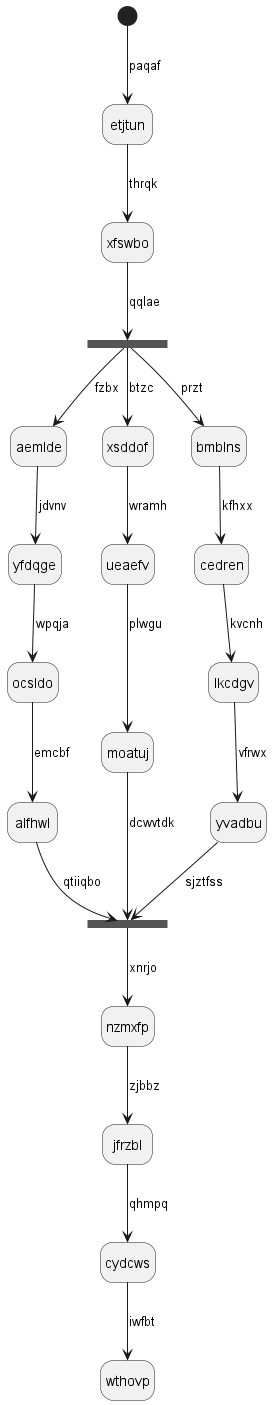 paqaf
etjtun
thrqk
xfswbo
qqlae
fzbx btzc przt
aemlde xsddof bmblns
jdvnv wramh kfhxx
yfdqge ueaefv cedren
wpqja plwgu kvcnh
ocsldo lkcdgv
moatuj
emcbf vfrwx
alfhwl dcwvtdk yvadbu
qtiiqbo sjztfss
xnrjo
nzmxfp
zjbbz
jfrzbl
qhmpq
cydcws
iwfbt
wthovp